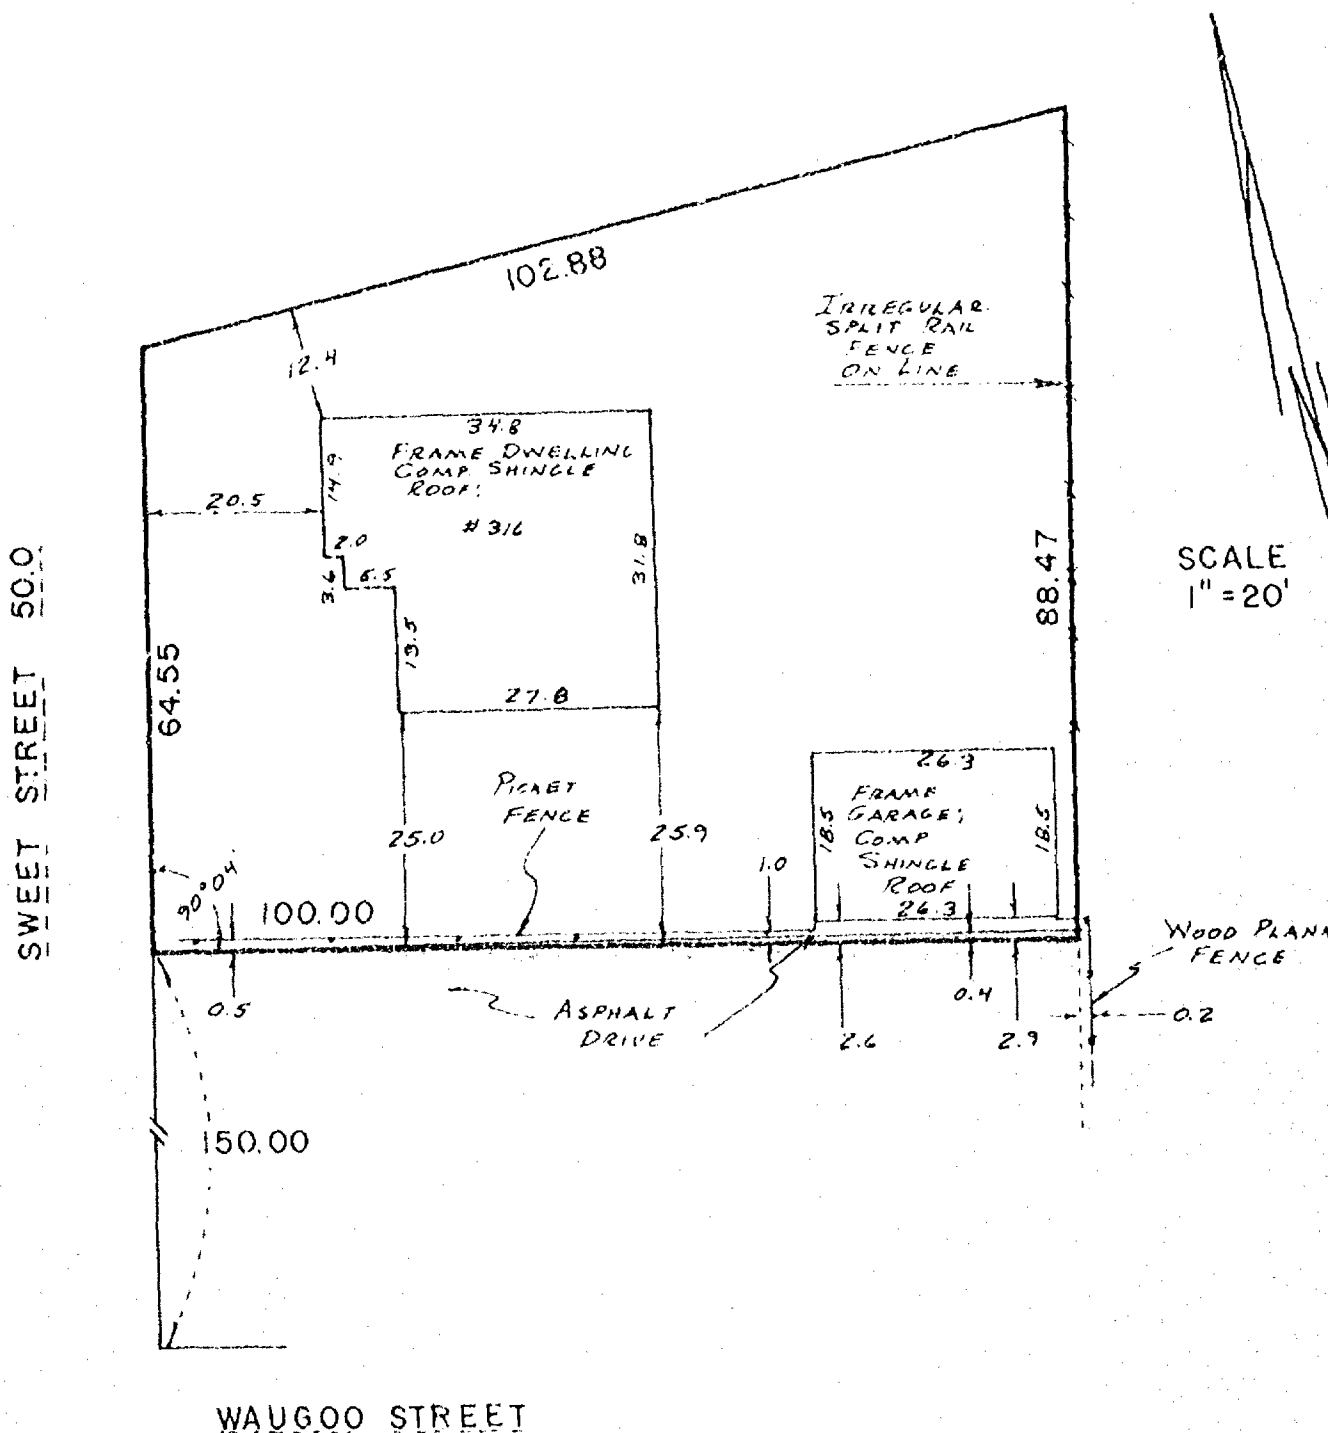 102.88
IRREGULAR
SPLIT RAIL
FENCE
ON LINE
12.4
34.8
FRAME DWELLING
COMP. SHINGLE
ROOF;
# 316
14.9
20.5
2.0
3.6
5.5
31.8
13.5
27.8
88.47
SCALE
1" = 20'
SWEET STREET 50.0
64.55
PICKET
FENCE
25.0
25.9
26.3
FRAME
GARAGE;
COMP
SHINGLE
ROOF
26.3
18.5
18.5
1.0
90°04'
100.00
0.5
ASPHALT
DRIVE
2.6
0.4
2.9
WOOD PLANK
FENCE
0.2
150.00
WAUGOO STREET